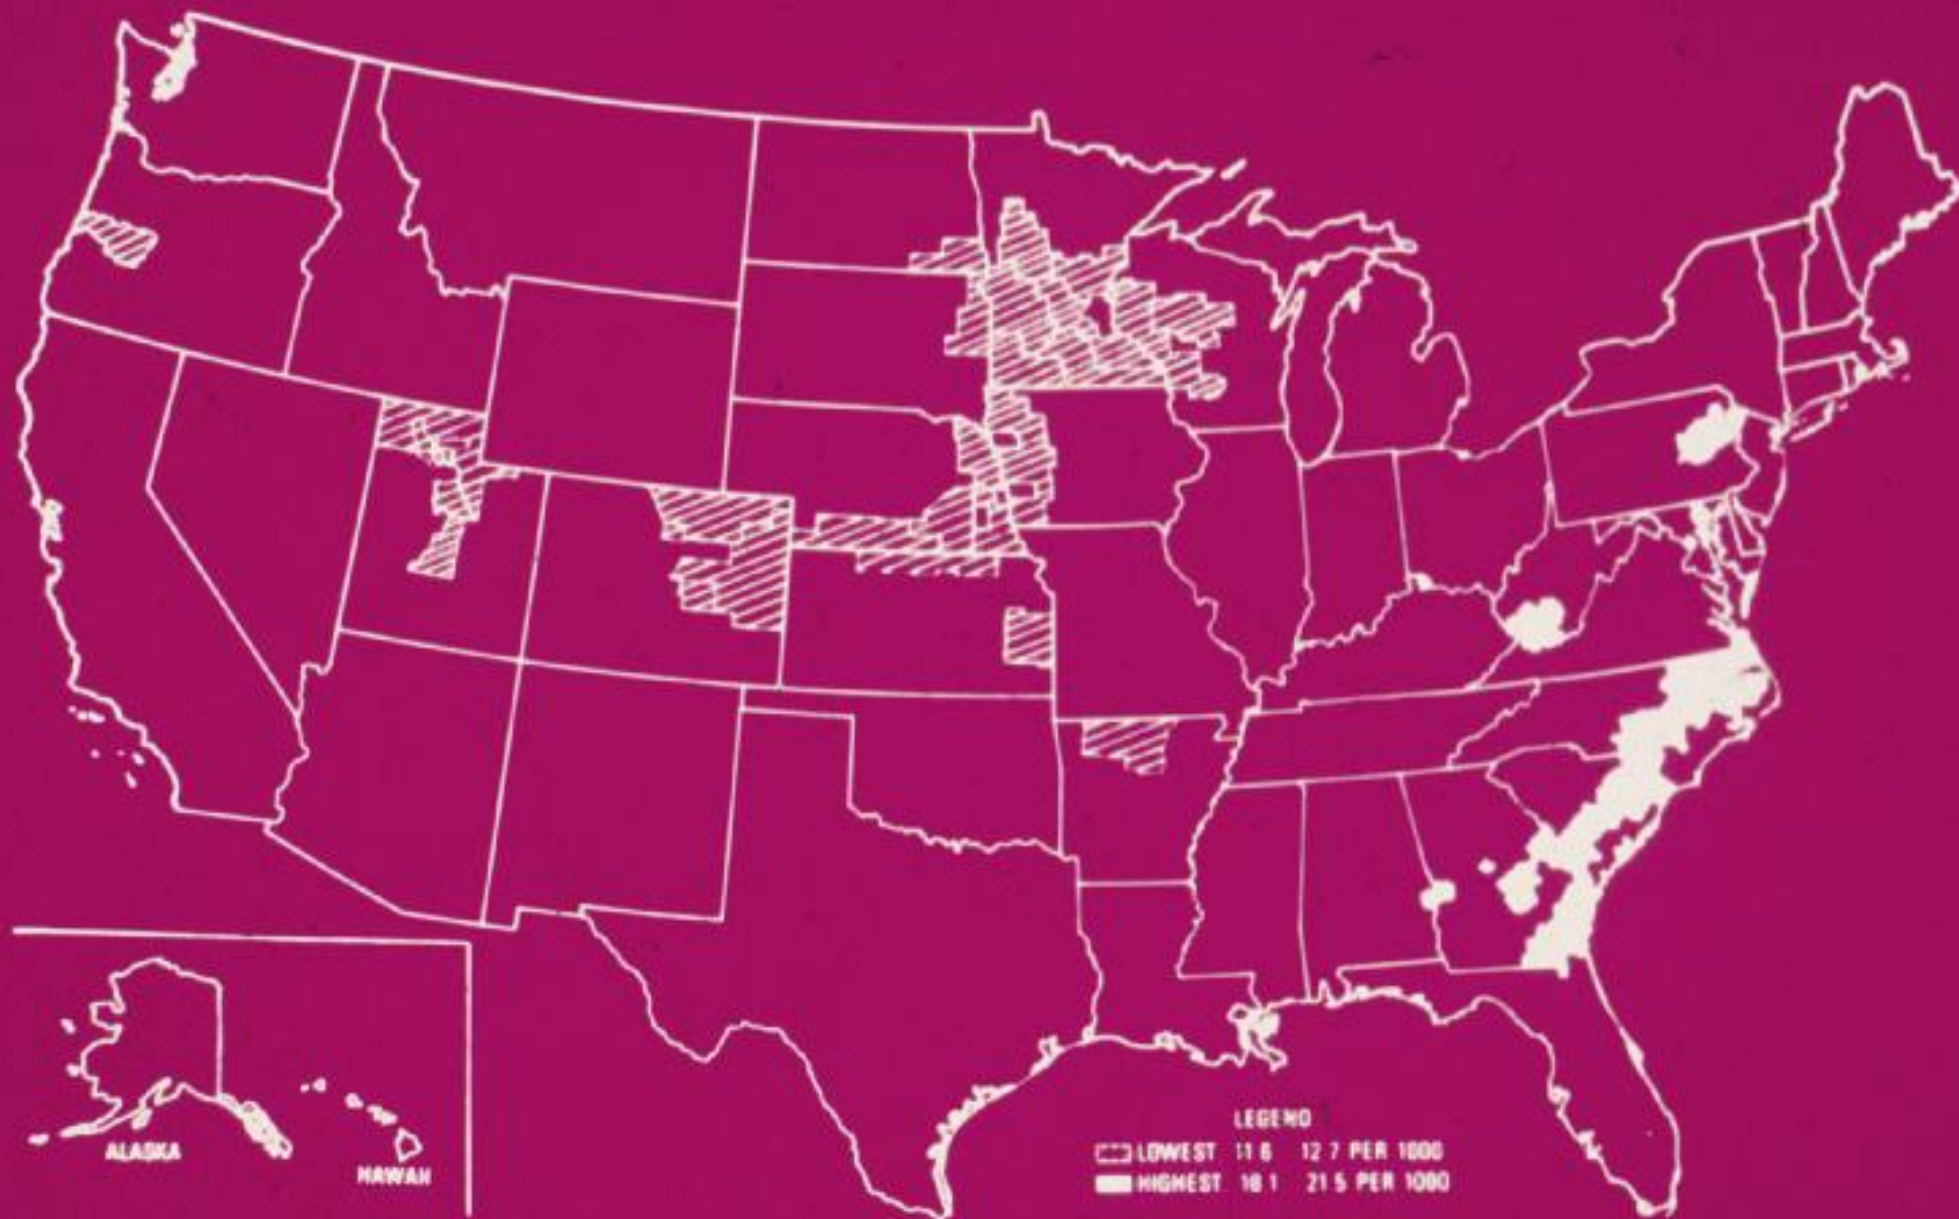 ALASKA
HAWAII
LEGEND
LOWEST 11 6 12 7 PER 1000
HIGHEST 18 1 21 5 PER 1000